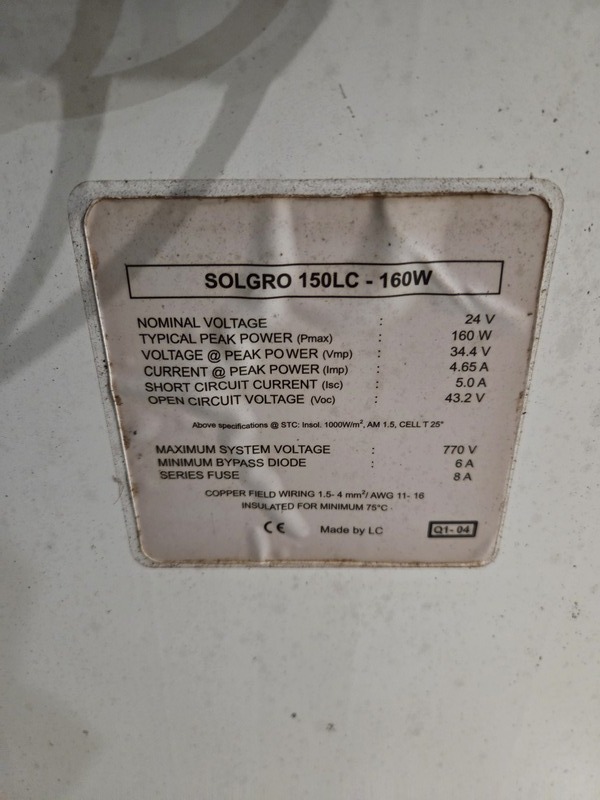 SOLGRO 150LC - 160W
NOMINAL VOLTAGE : 24 V
TYPICAL PEAK POWER (Pmax) : 160 W
VOLTAGE @ PEAK POWER (Vmp) : 34.4 V
CURRENT @ PEAK POWER (Imp) : 4.65 A
SHORT CIRCUIT CURRENT (Isc) : 5.0 A
OPEN CIRCUIT VOLTAGE (Voc) : 43.2 V
Above specifications @ STC: Insol. 1000W/m², AM 1.5, CELL T 25°
MAXIMUM SYSTEM VOLTAGE : 770 V
MINIMUM BYPASS DIODE : 6 A
SERIES FUSE 8 A
COPPER FIELD WIRING 1.5- 4 mm²/ AWG 11- 16
INSULATED FOR MINIMUM 75°C
CE Made by LC Q1- 04